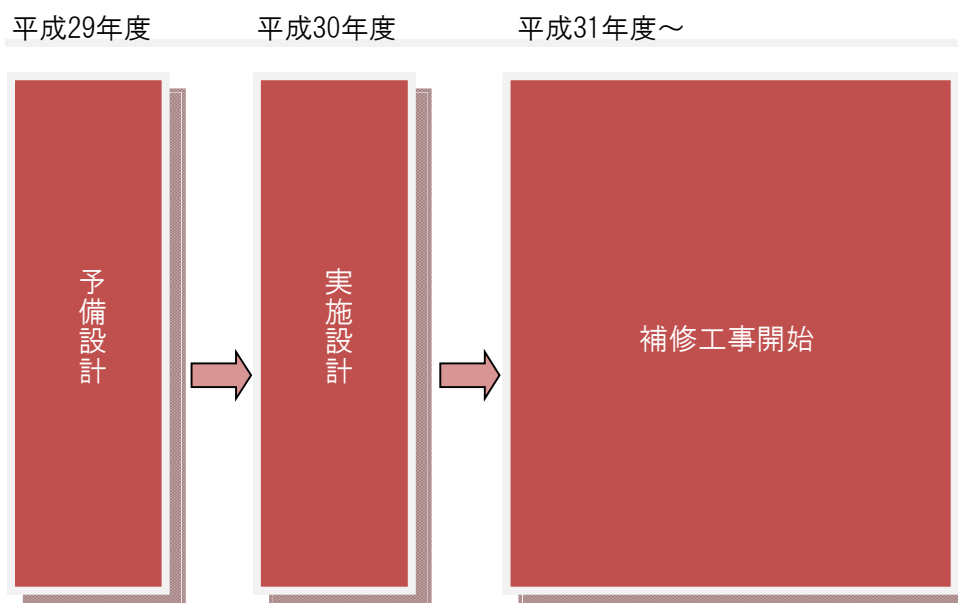 平成29年度
平成30年度
平成31年度～
予備設計
実施設計
補修工事開始